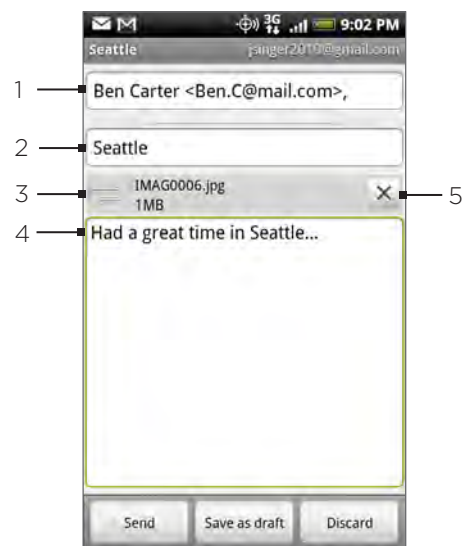 3G 9:02 PM
Seattle jsinger2010@gmail.com
1 Ben Carter <Ben.C@mail.com>,
2 Seattle
3 IMAG0006.jpg 5
1MB
4 Had a great time in Seattle...
Send Save as draft Discard